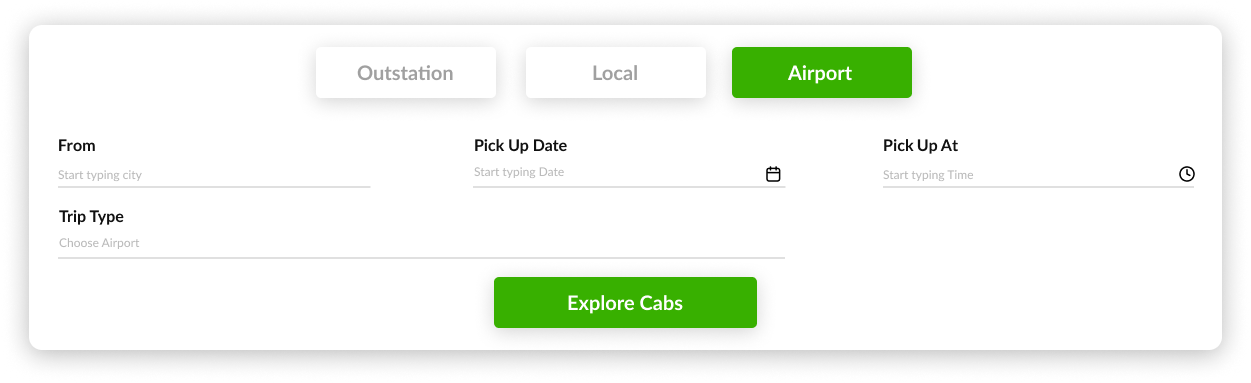 Outstation Local Airport
From Pick Up Date Pick Up At
Start typing city Start typing Date Start typing Time
Trip Type
Choose Airport
Explore Cabs